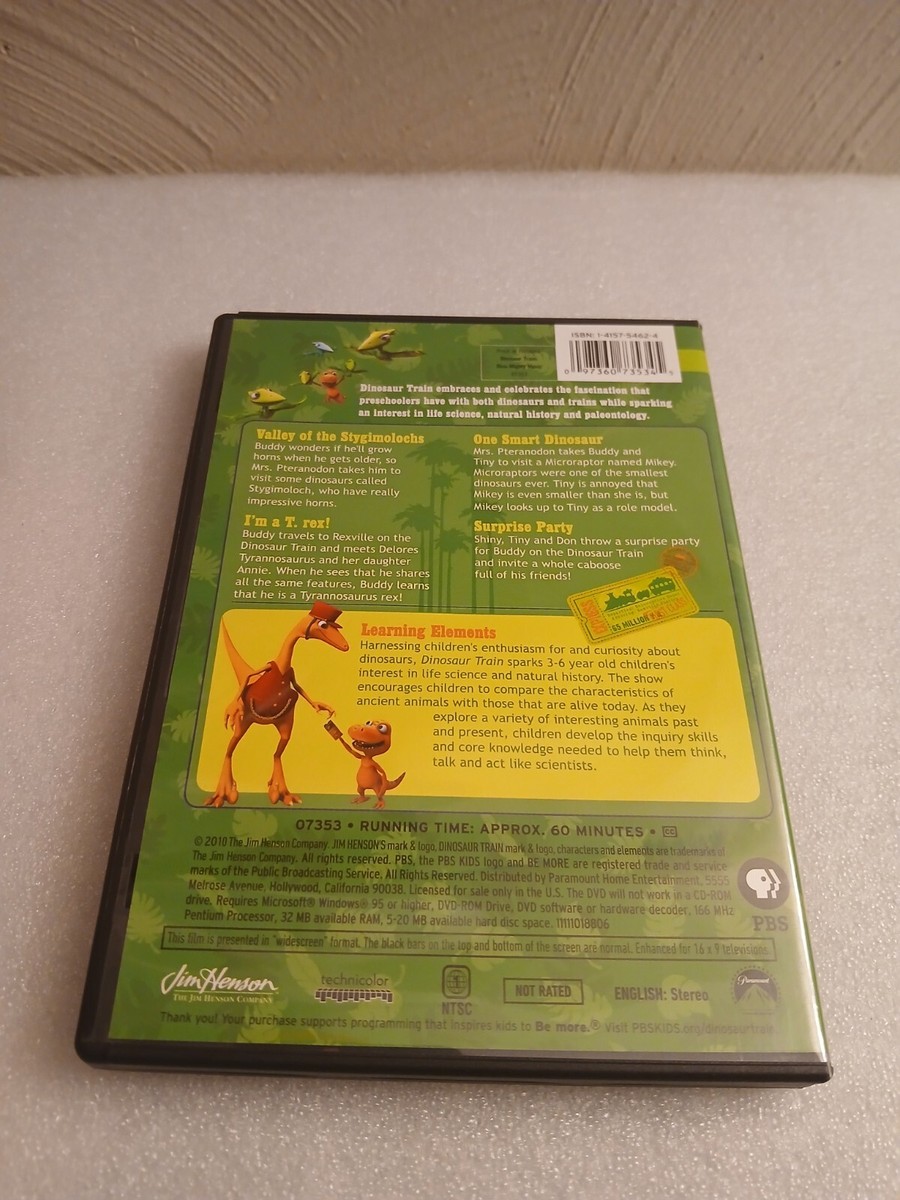 ISBN: 1-4157-5462-4
0 97360 73534
Dinosaur Train embraces and celebrates the fascination that
preschoolers have with both dinosaurs and trains while sparking
an interest in life science, natural history and paleontology.
Valley of the Stygimolochs
Buddy wonders if he'll grow
horns when he gets older, so
Mrs. Pteranodon takes him to
visit some dinosaurs called
Stygimoloch, who have really
impressive horns.
I'm a T. rex!
Buddy travels to Rexville on the
Dinosaur Train and meets Delores
Tyrannosaurus and her daughter
Annie. When he sees that he shares
all the same features, Buddy learns
that he is a Tyrannosaurus rex!
One Smart Dinosaur
Mrs. Pteranodon takes Buddy and
Tiny to visit a Microraptor named Mikey.
Microraptors were one of the smallest
dinosaurs ever. Tiny is annoyed that
Mikey is even smaller than she is, but
Mikey looks up to Tiny as a role model.
Surprise Party
Shiny, Tiny and Don throw a surprise party
for Buddy on the Dinosaur Train
and invite a whole caboose
full of his friends!
65 MILLION
Learning Elements
Harnessing children's enthusiasm for and curiosity about
dinosaurs, Dinosaur Train sparks 3-6 year old children's
interest in life science and natural history. The show
encourages children to compare the characteristics of
ancient animals with those that are alive today. As they
explore a variety of interesting animals past
and present, children develop the inquiry skills
and core knowledge needed to help them think,
talk and act like scientists.
07353 • RUNNING TIME: APPROX. 60 MINUTES • CC
© 2010 The Jim Henson Company. JIM HENSON'S mark & logo, DINOSAUR TRAIN mark & logo, characters and elements are trademarks of
The Jim Henson Company. All rights reserved. PBS, the PBS KIDS logo and BE MORE are registered trade and service
marks of the Public Broadcasting Service. All Rights Reserved. Distributed by Paramount Home Entertainment, 5555
Melrose Avenue, Hollywood, California 90038. Licensed for sale only in the U.S. The DVD will not work in a CD-ROM
drive. Requires Microsoft® Windows® 95 or higher, DVD-ROM Drive, DVD software or hardware decoder, 166 MHz
Pentium Processor, 32 MB available RAM, 5-20 MB available hard disc space. 1111018806
PBS
This film is presented in "widescreen" format. The black bars on the top and bottom of the screen are normal. Enhanced for 16 x 9 televisions.
Jim Henson
THE JIM HENSON COMPANY
technicolor
NTSC
NOT RATED
ENGLISH: Stereo
Paramount
Thank you! Your purchase supports programming that inspires kids to Be more.® Visit PBSKIDS.org/dinosaurtrain